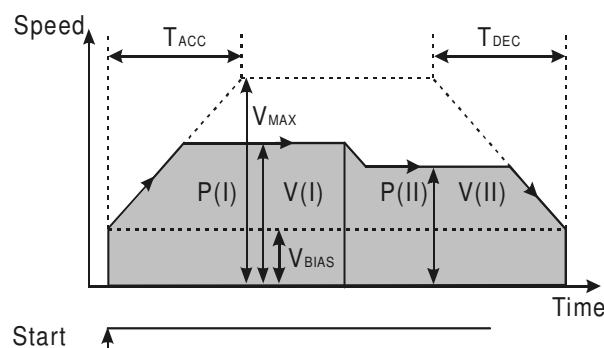 Speed
TACC
TDEC
VMAX
P(I)
V(I)
P(II)
V(II)
VBIAS
Time
Start